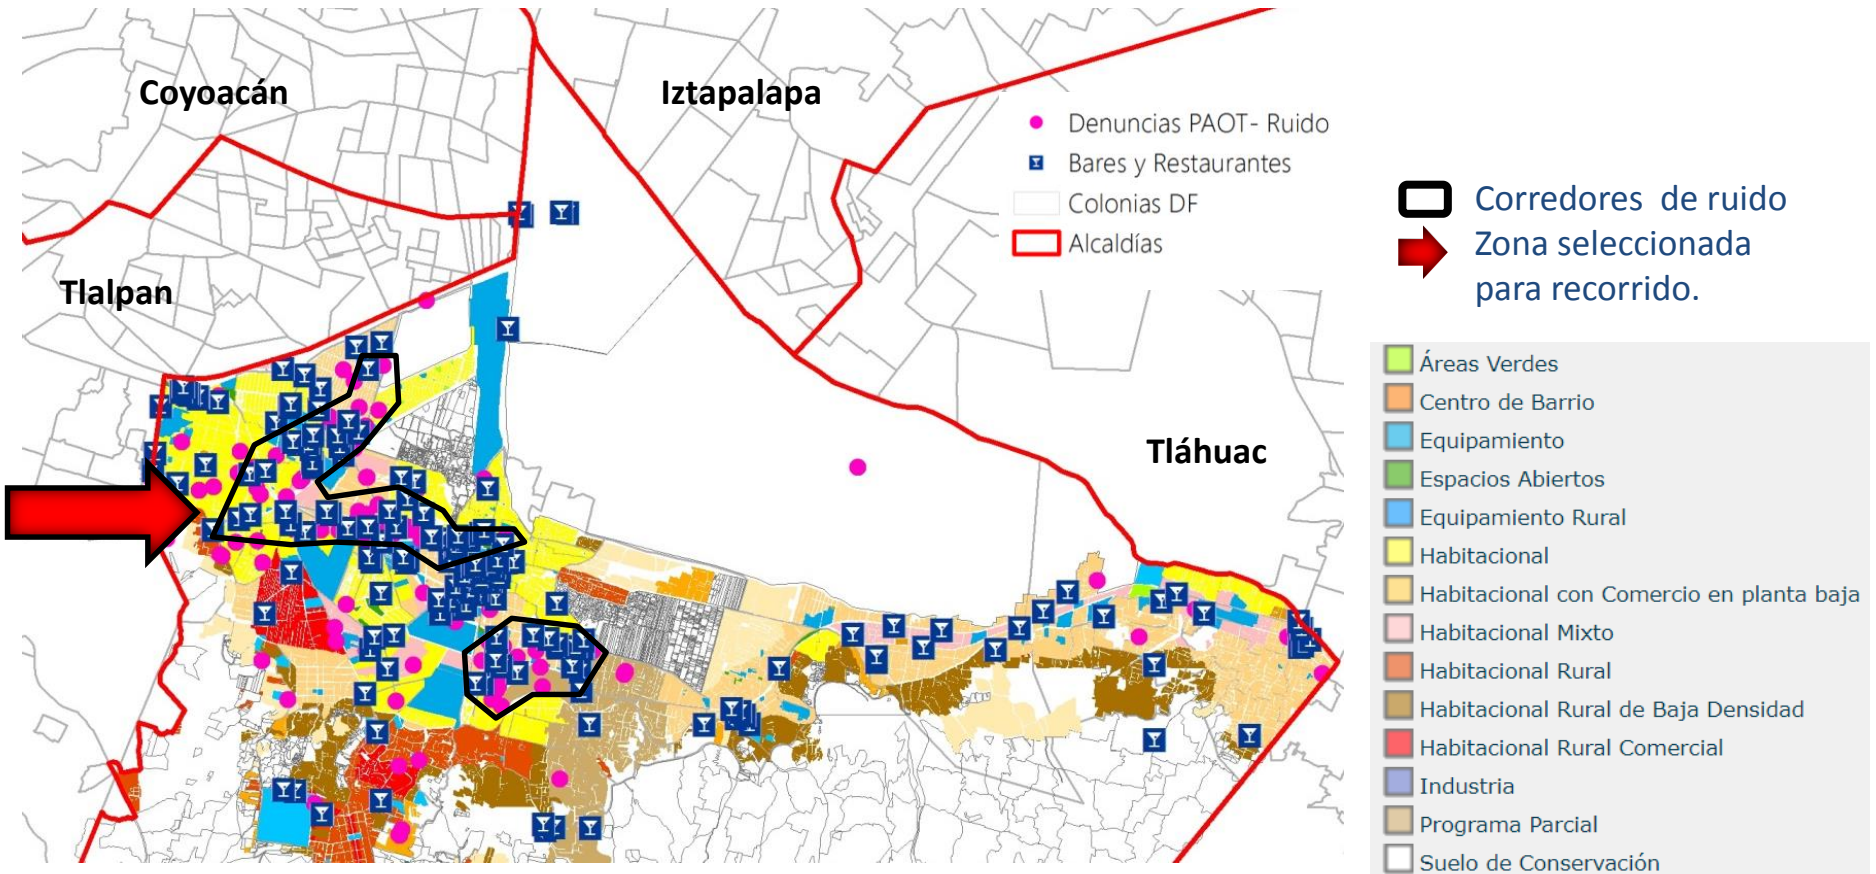 Coyoacán
Iztapalapa
Tlalpan
Tláhuac
Denuncias PAOT- Ruido
Bares y Restaurantes
Colonias DF
Alcaldías
Corredores de ruido
Zona seleccionada
para recorrido.
Áreas Verdes
Centro de Barrio
Equipamiento
Espacios Abiertos
Equipamiento Rural
Habitacional
Habitacional con Comercio en planta baja
Habitacional Mixto
Habitacional Rural
Habitacional Rural de Baja Densidad
Habitacional Rural Comercial
Industria
Programa Parcial
Suelo de Conservación